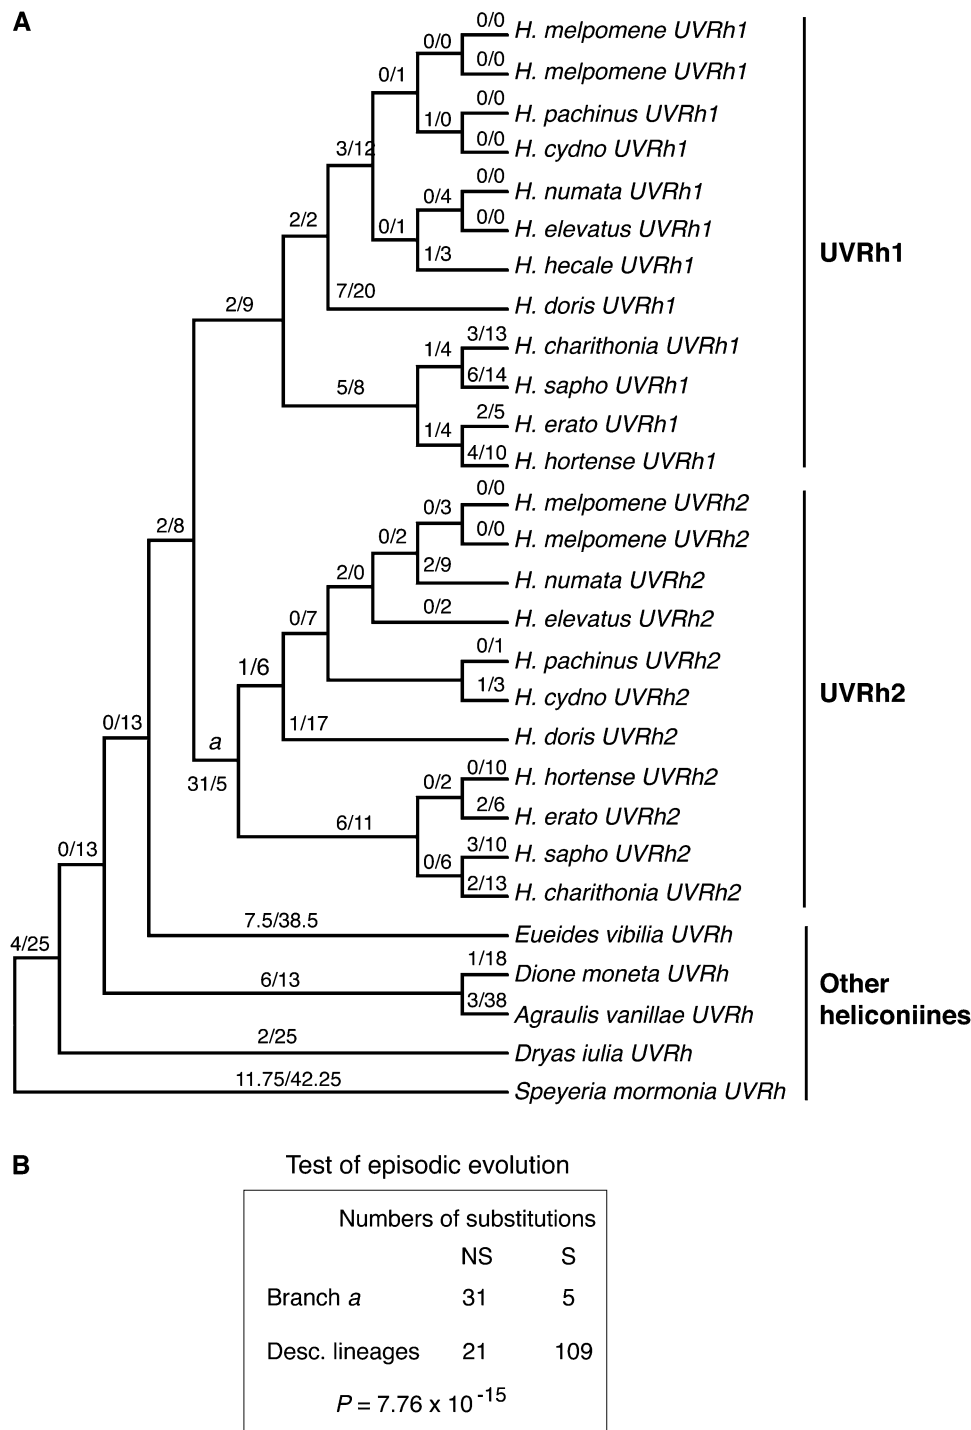 A
0/0
H. melpomene UVRh1
0/0
0/0
H. melpomene UVRh1
0/1
0/0
H. pachinus UVRh1
1/0
0/0
H. cydno UVRh1
3/12
0/0
H. numata UVRh1
0/4
0/0
H. elevatus UVRh1
2/2
0/1
1/3
H. hecale UVRh1
UVRh1
7/20
H. doris UVRh1
2/9
3/13
H. charithonia UVRh1
1/4
6/14
H. sapho UVRh1
5/8
2/5
H. erato UVRh1
1/4
4/10
H. hortense UVRh1
0/0
H. melpomene UVRh2
0/3
0/0
H. melpomene UVRh2
2/8
0/2
2/9
H. numata UVRh2
2/0
0/2
H. elevatus UVRh2
0/7
0/1
H. pachinus UVRh2
1/6
1/3
H. cydno UVRh2
UVRh2
0/13
1/17
H. doris UVRh2
a
31/5
0/10
H. hortense UVRh2
0/2
2/6
H. erato UVRh2
6/11
3/10
H. sapho UVRh2
0/13
0/6
2/13
H. charithonia UVRh2
7.5/38.5
Eueides vibilia UVRh
4/25
1/18
Dione moneta UVRh
6/13
3/38
Agraulis vanillae UVRh
Other
heliconiines
2/25
Dryas iulia UVRh
11.75/42.25
Speyeria mormonia UVRh
B
Test of episodic evolution
Numbers of substitutions
NS S
Branch a 31 5
Desc. lineages 21 109
P = 7.76 x 10 -15